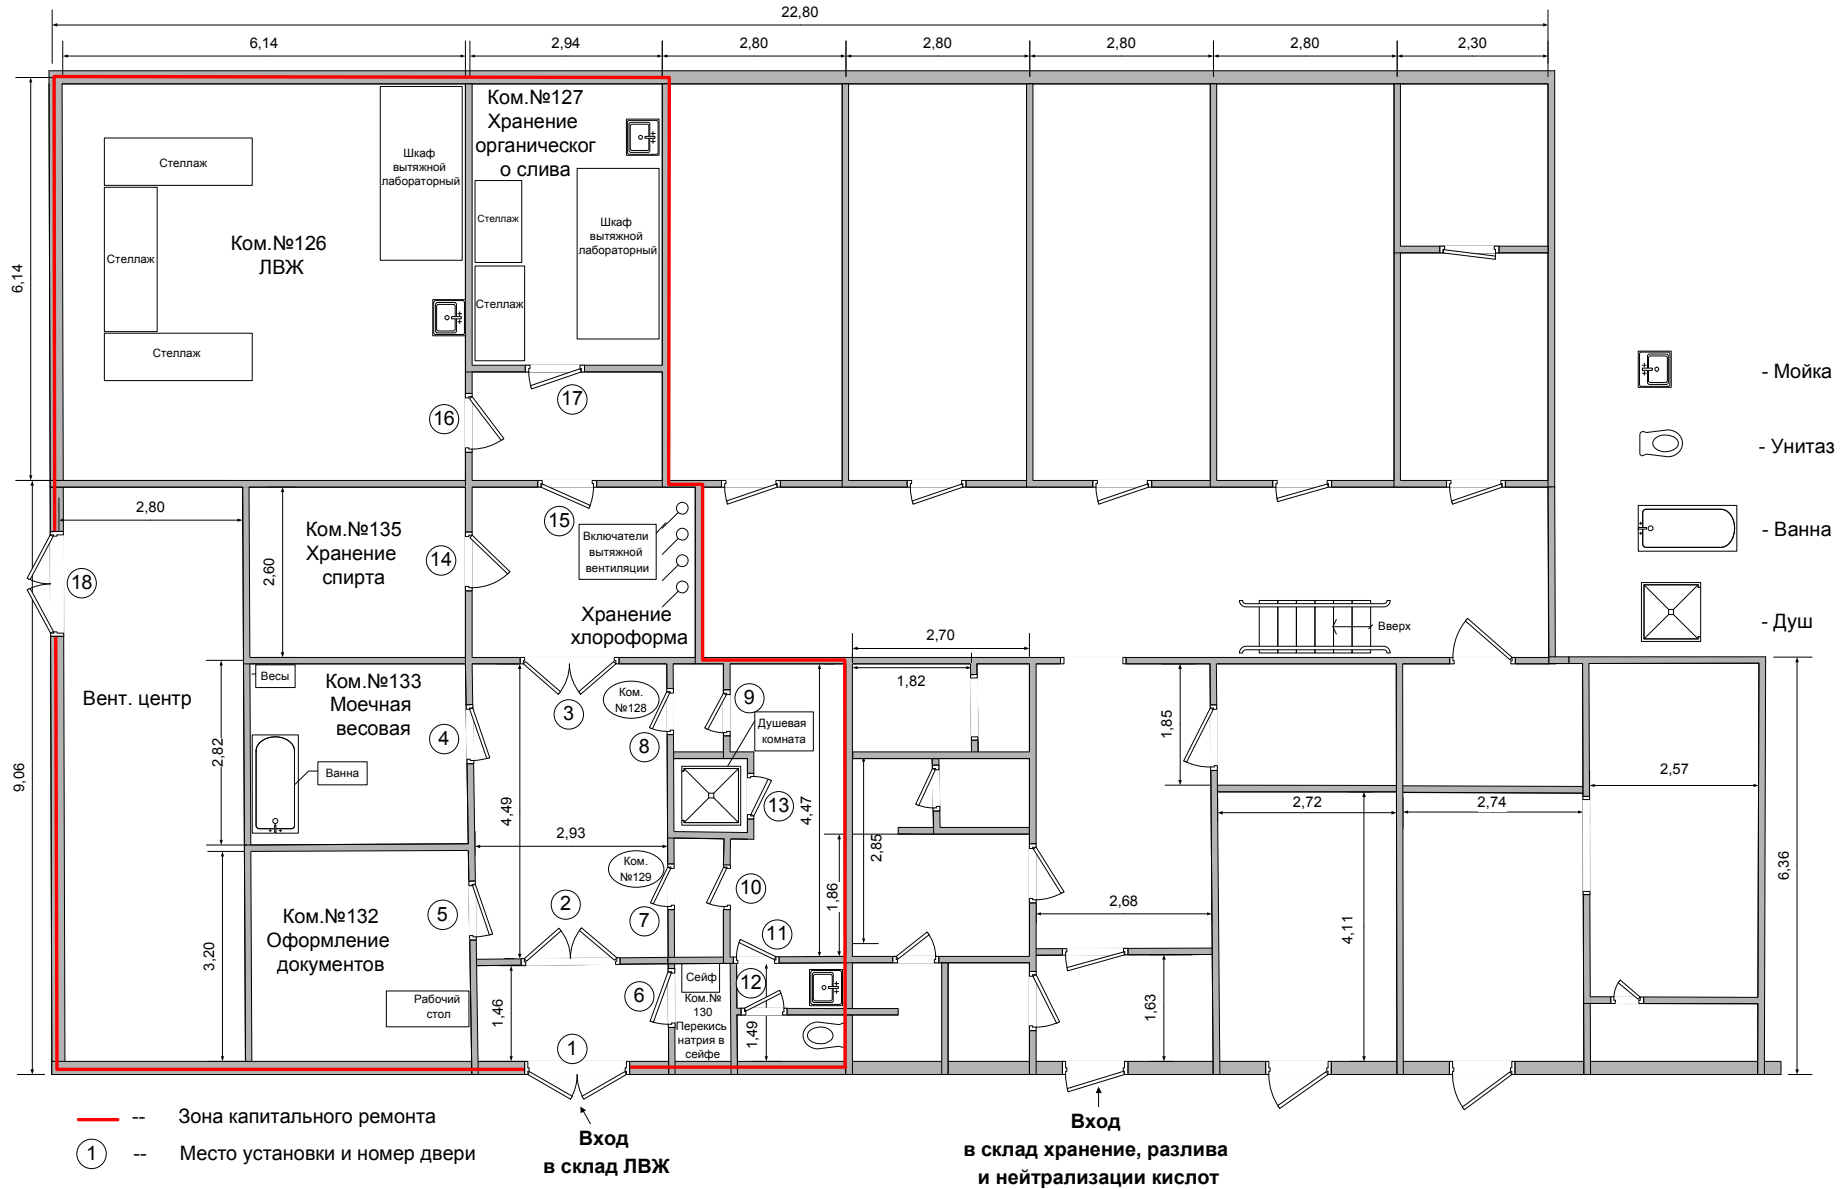 22,80
6,14
2,94
2,80
2,80
2,80
2,80
2,30
Ком.№127
Хранение
органическог
о слива
Шкаф
вытяжной
лабораторный
Стеллаж
Стеллаж
Стеллаж
Ком.№126
ЛВЖ
Стеллаж
Шкаф
вытяжной
лабораторный
Стеллаж
6,14
16
17
- Мойка
- Унитаз
- Ванна
- Душ
2,80
Ком.№135
Хранение
спирта
2,60
14
15
Включатели
вытяжной
вентиляции
Хранение
хлороформа
18
Вверх
2,70
1,82
Вент. центр
Весы
Ком.№133
Моечная
весовая
Ванна
2,82
9,06
4
3
Ком.
№128
8
9
Душевая
комната
13
4,49
2,93
4,47
1,86
2,85
1,85
2,72
2,74
2,57
6,36
Ком.
№129
7
10
2
11
5
Ком.№132
Оформление
документов
3,20
Рабочий
стол
1,46
6
Сейф
Ком.№
130
Перекись
натрия в
сейфе
12
1,49
1
2,68
1,63
4,11
-- Зона капитального ремонта
1 -- Место установки и номер двери
Вход
в склад ЛВЖ
Вход
в склад хранение, разлива
и нейтрализации кислот